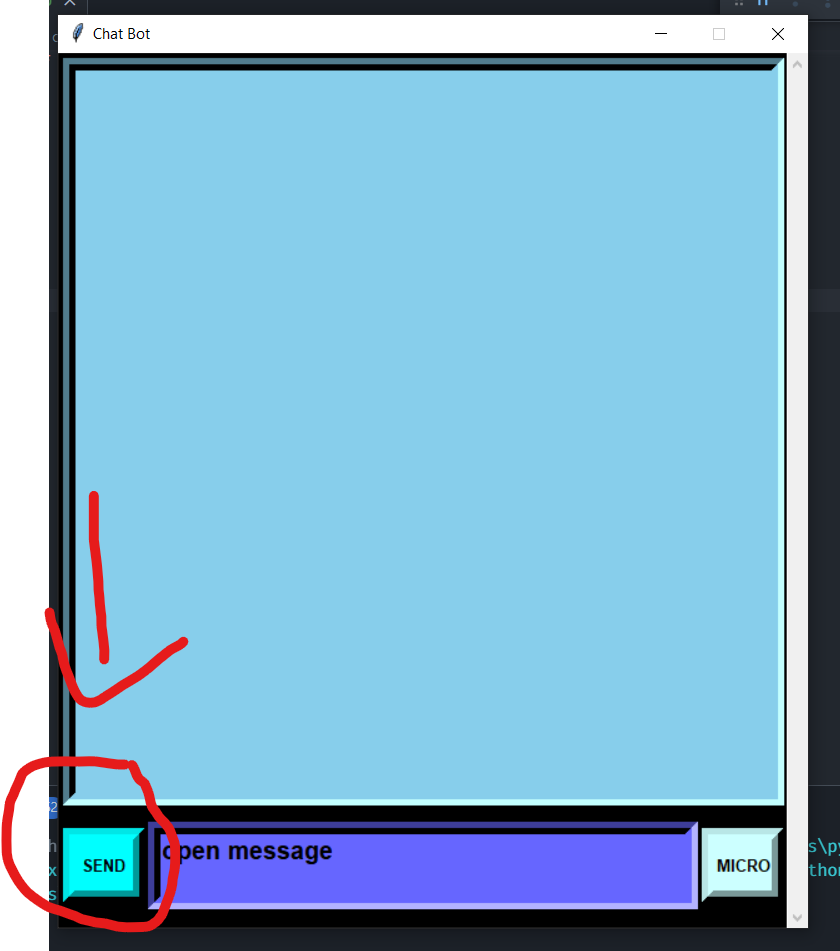 Chat Bot
SEND
open message
MICRO